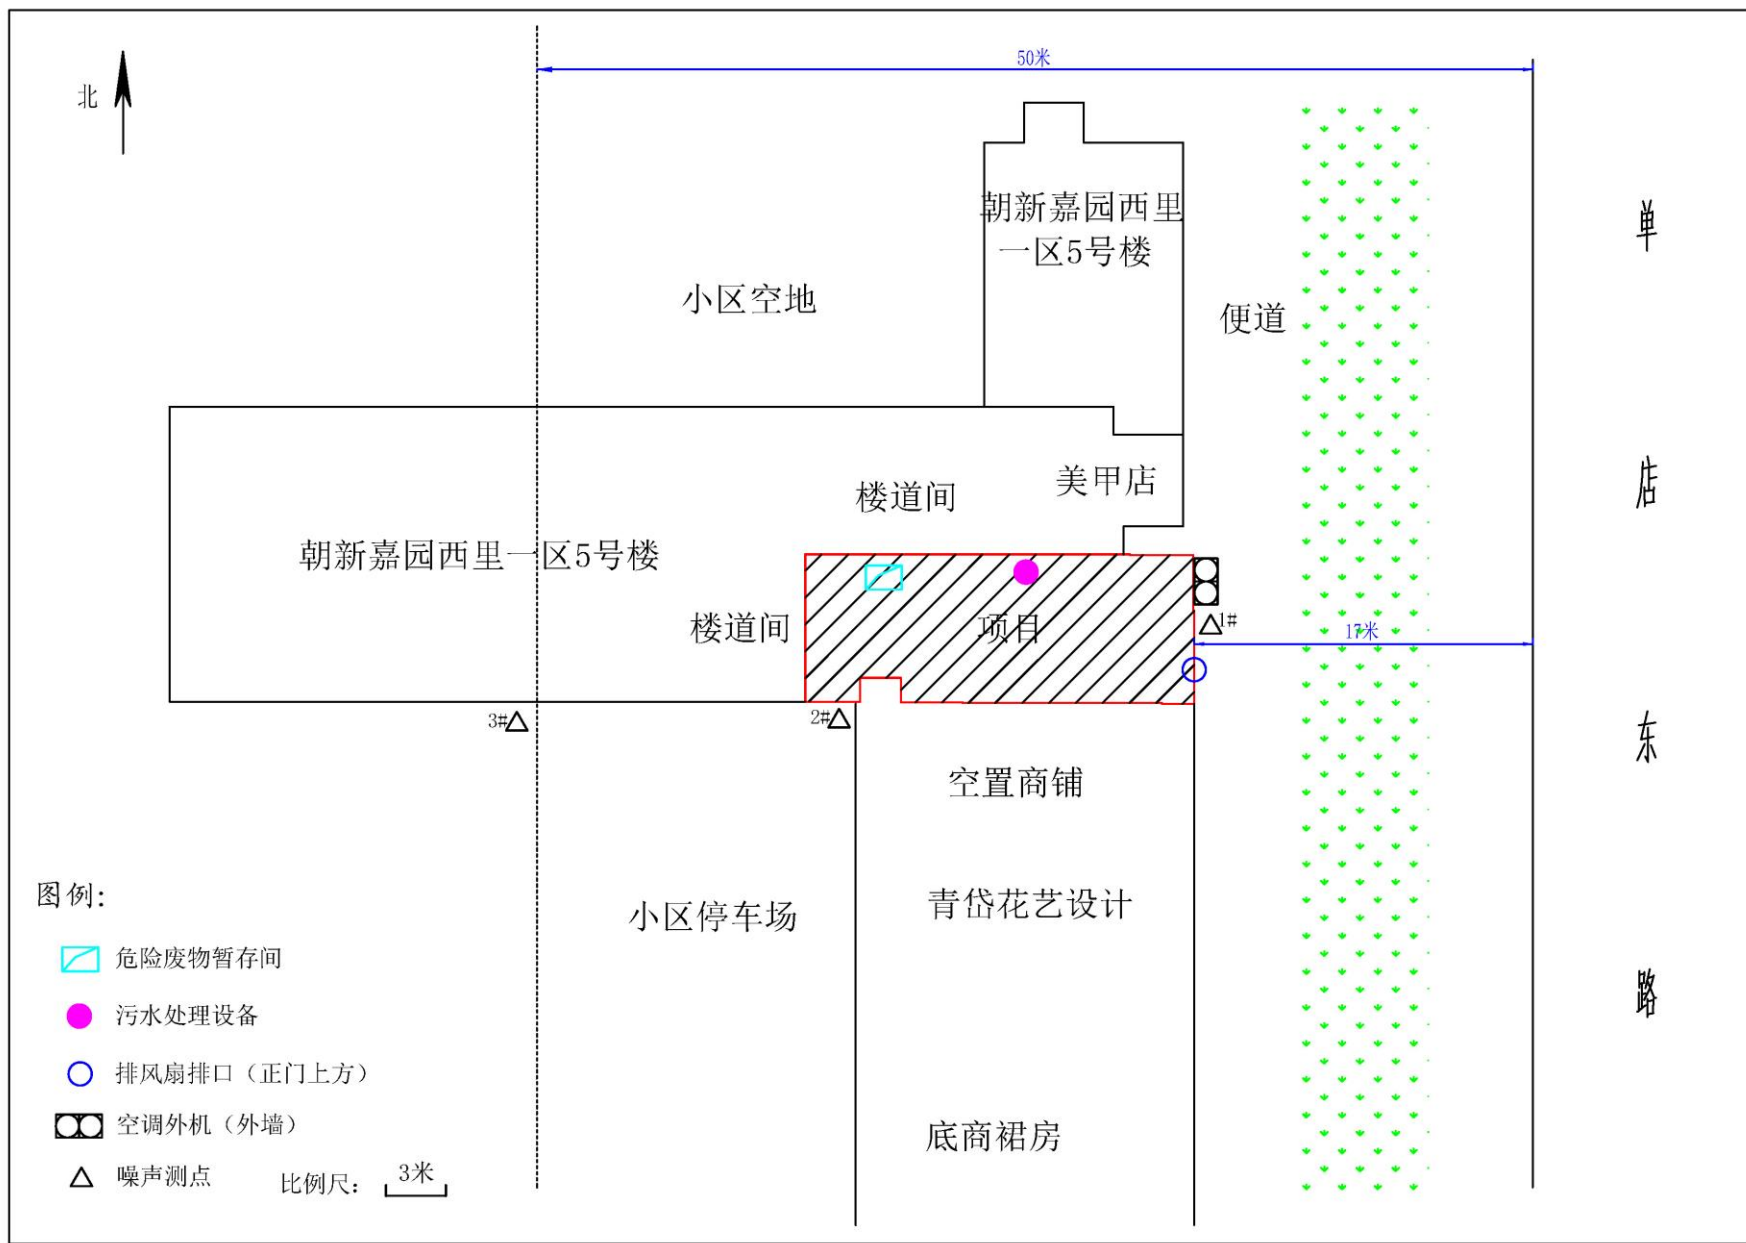 50米
北
朝新嘉园西里
一区5号楼
小区空地
便道
单
店
东
路
美甲店
楼道间
朝新嘉园西里一区5号楼
楼道间
项目
1#
17米
3#
2#
空置商铺
青岱花艺设计
小区停车场
底商裙房
图例：
危险废物暂存间
污水处理设备
排风扇排口（正门上方）
空调外机（外墙）
噪声测点
比例尺：
3米